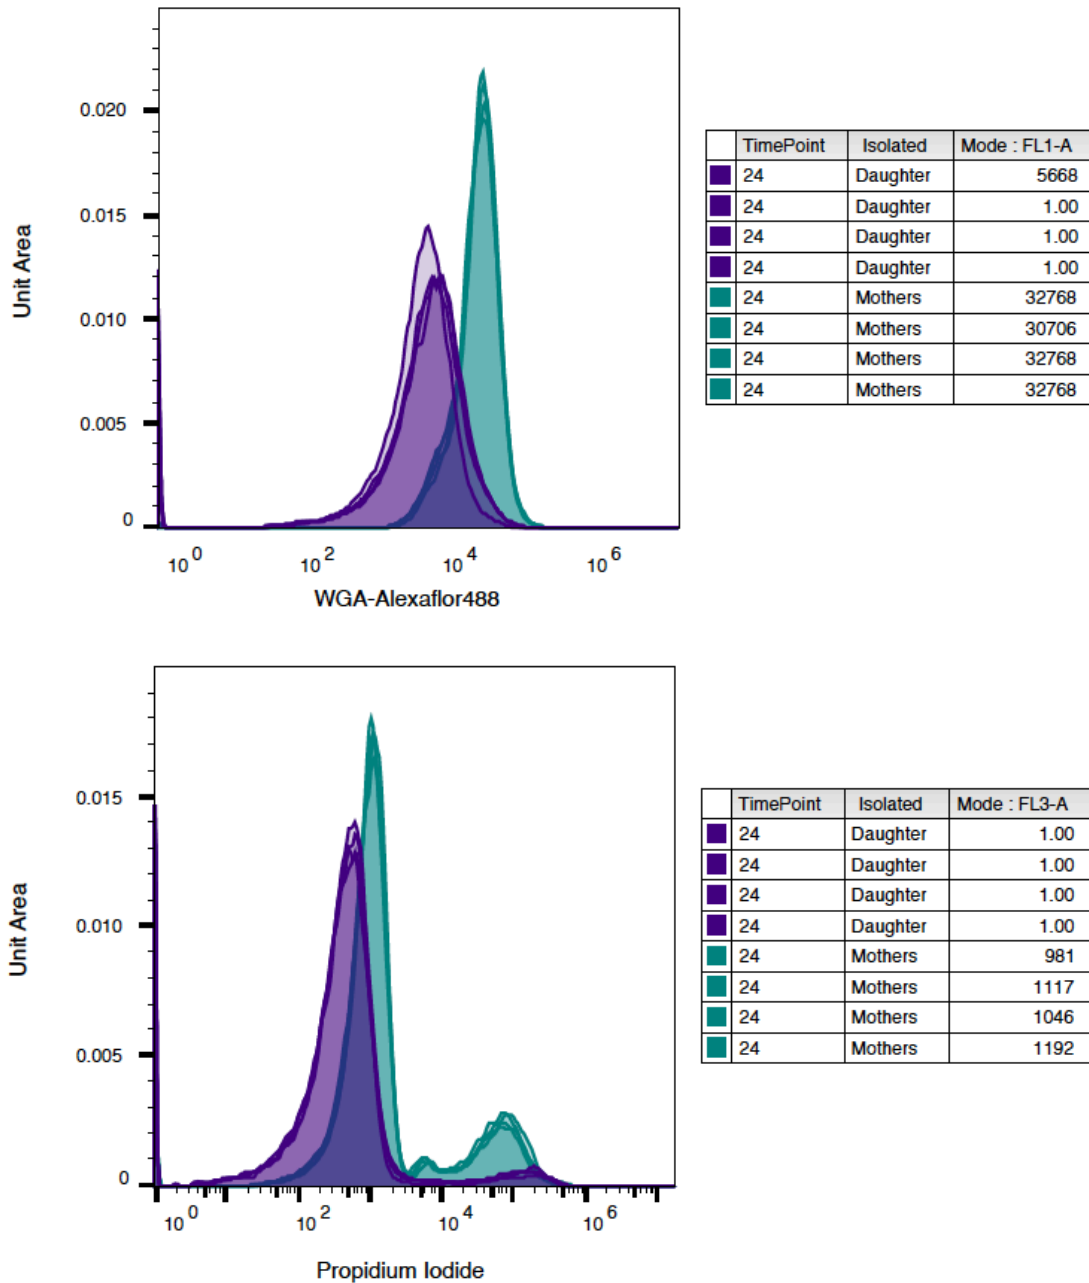 Unit Area
0.020
0.015
0.010
0.005
0
10 0
10 2
10 4
10 6
WGA-Alexaflor488
TimePoint Isolated Mode : FL1-A
24 Daughter 5668
24 Daughter 1.00
24 Daughter 1.00
24 Daughter 1.00
24 Mothers 32768
24 Mothers 30706
24 Mothers 32768
24 Mothers 32768
Unit Area
0.015
0.010
0.005
0
10 0
10 2
10 4
10 6
Propidium Iodide
TimePoint Isolated Mode : FL3-A
24 Daughter 1.00
24 Daughter 1.00
24 Daughter 1.00
24 Daughter 1.00
24 Mothers 981
24 Mothers 1117
24 Mothers 1046
24 Mothers 1192